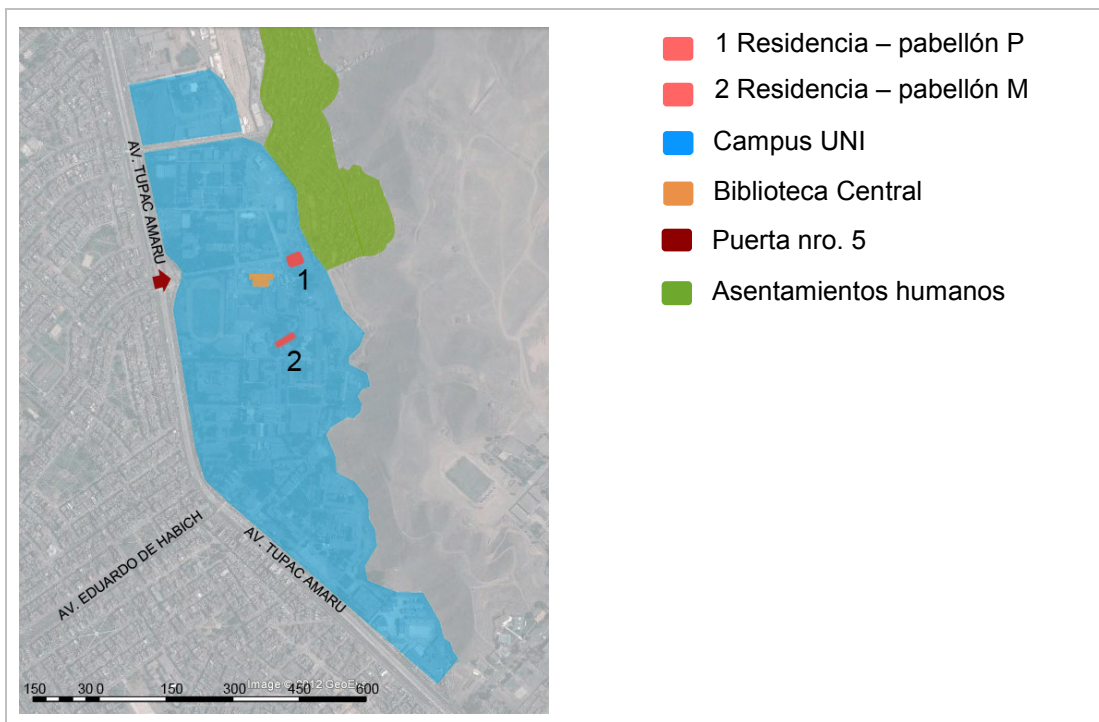 AV. TUPAC AMARU
1
2
AV. EDUARDO DE HABICH
AV. TUPAC AMARU
Image © 2012 GeoE
150 30 0 150 300 450 600
1 Residencia – pabellón P
2 Residencia – pabellón M
Campus UNI
Biblioteca Central
Puerta nro. 5
Asentamientos humanos